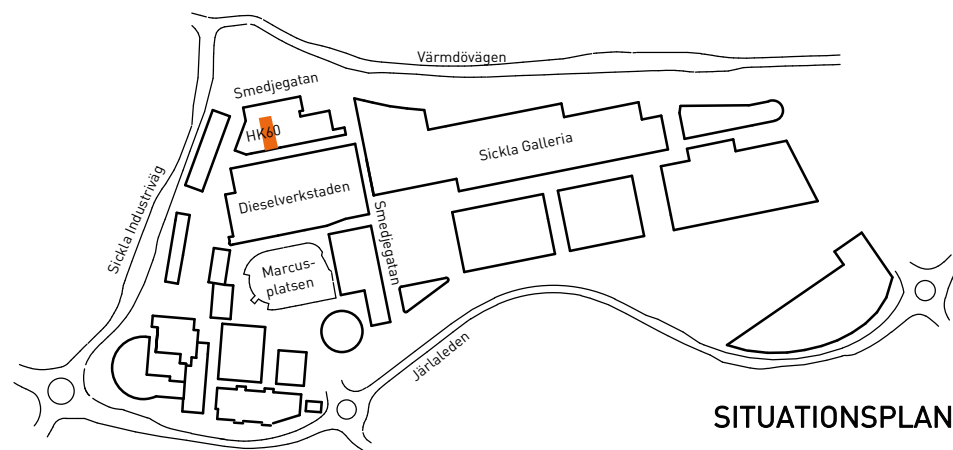 Värmdövägen
Smedjegatan
HK60
Sickla Galleria
Sickla Industriväg
Dieselverkstaden
Smedjegatan
Marcus-
platsen
Järlaleden
SITUATIONSPLAN